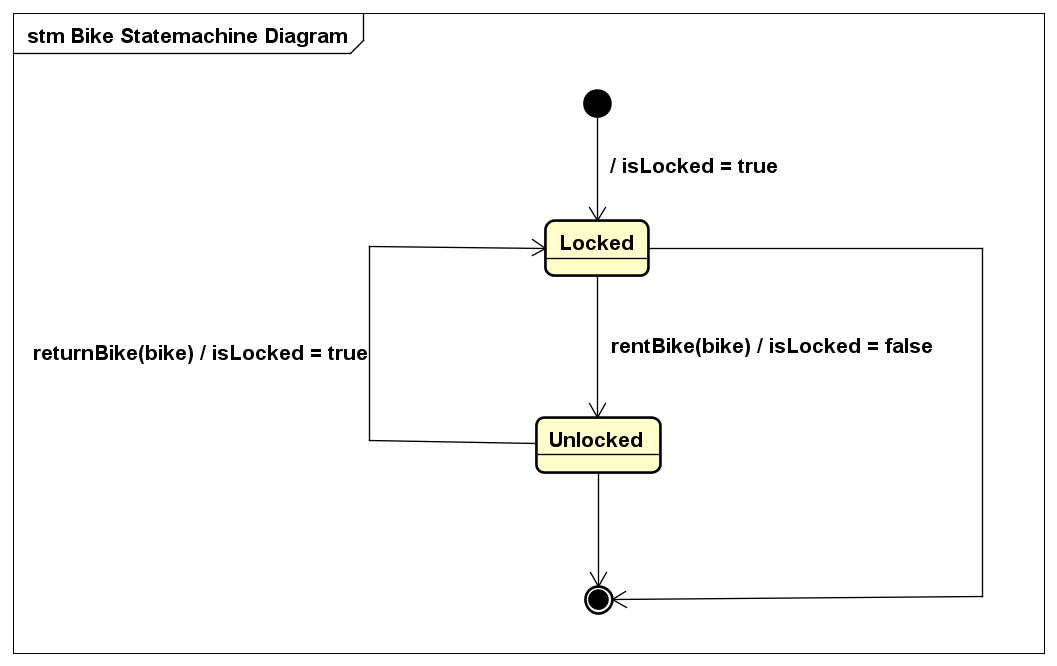 stm Bike Statemachine Diagram
/ isLocked = true
Locked
returnBike(bike) / isLocked = true
rentBike(bike) / isLocked = false
Unlocked